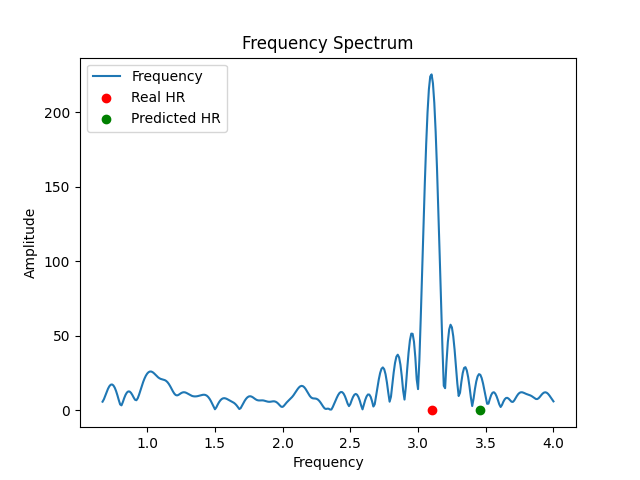 Frequency Spectrum
Frequency
Real HR
Predicted HR
Amplitude
200
150
100
50
0
1.0 1.5 2.0 2.5 3.0 3.5 4.0
Frequency